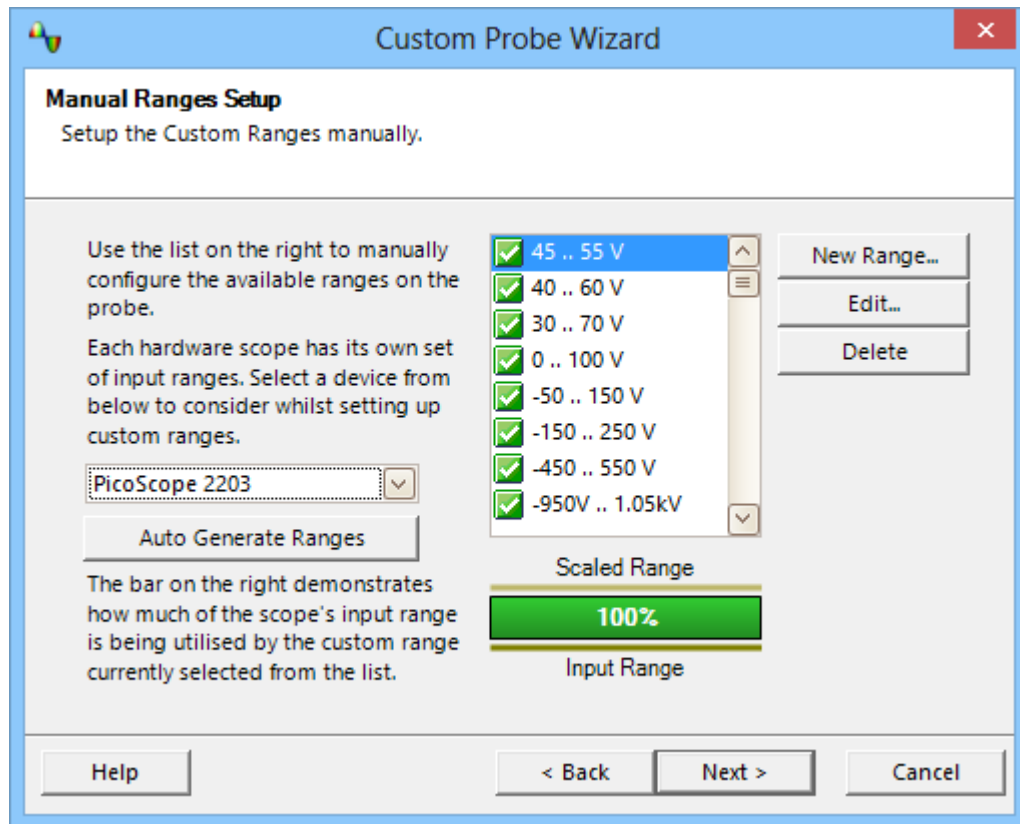 Custom Probe Wizard
Manual Ranges Setup
Setup the Custom Ranges manually.
Use the list on the right to manually
configure the available ranges on the
probe.
Each hardware scope has its own set
of input ranges. Select a device from
below to consider whilst setting up
custom ranges.
PicoScope 2203
Auto Generate Ranges
The bar on the right demonstrates
how much of the scope's input range
is being utilised by the custom range
currently selected from the list.
45 .. 55 V
40 .. 60 V
30 .. 70 V
0 .. 100 V
-50 .. 150 V
-150 .. 250 V
-450 .. 550 V
-950V .. 1.05kV
Scaled Range
100%
Input Range
New Range...
Edit...
Delete
Help
< Back
Next >
Cancel